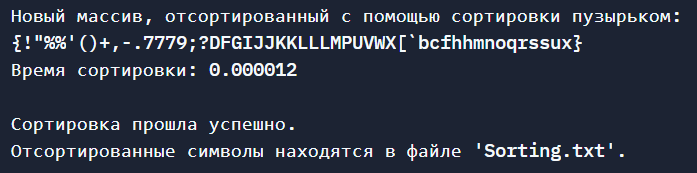 Новый массив, отсортированный с помощью сортировки пузырьком:
{!"%%'()+,-.7779;?DFGIJJKKLLLMPUVWX[`bcfhhmnoqrssux}
Время сортировки: 0.000012
Сортировка прошла успешно.
Отсортированные символы находятся в файле 'Sorting.txt'.